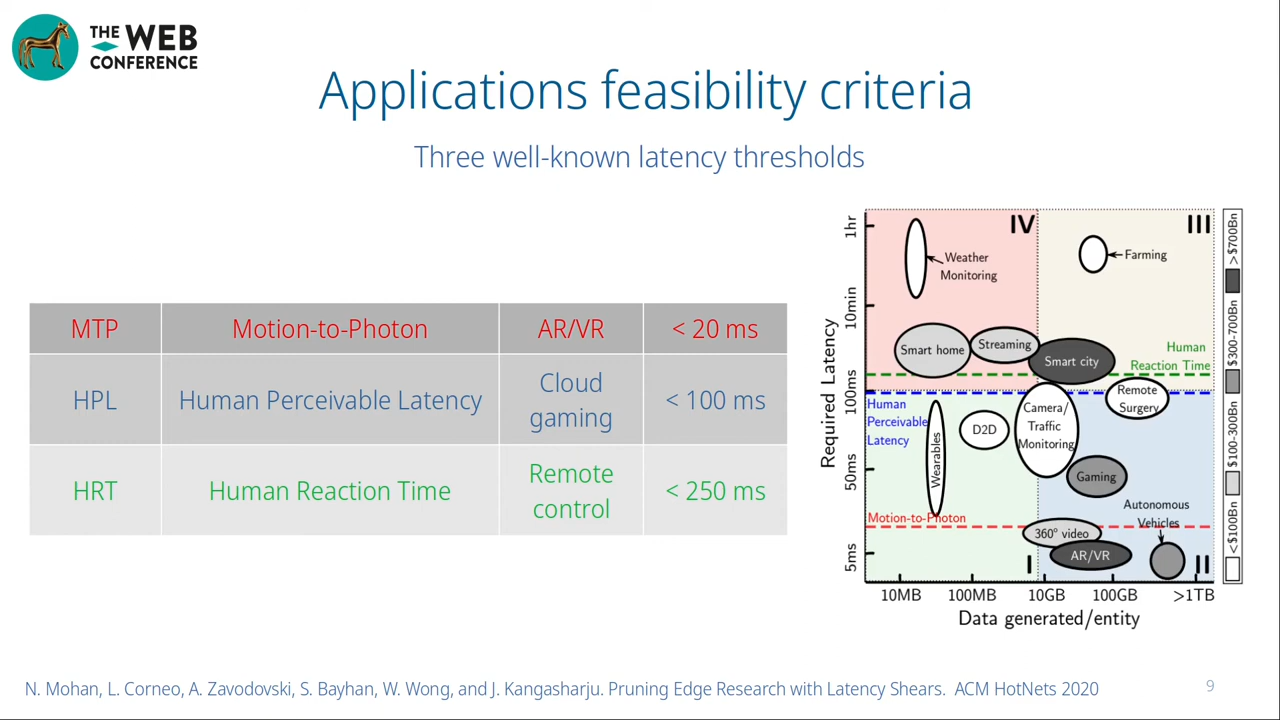 THE WEB
CONFERENCE
Applications feasibility criteria
Three well-known latency thresholds
MTP Motion-to-Photon AR/VR < 20 ms
HPL Human Perceivable Latency Cloud gaming < 100 ms
HRT Human Reaction Time Remote control < 250 ms
Required Latency
1hr
10min
100ms
50ms
5ms
IV
III
Weather
Monitoring
Farming
Smart home
Streaming
Smart city
Human
Reaction Time
Human
Perceivable
Latency
Wearables
D2D
Camera/
Traffic
Monitoring
Remote
Surgery
Gaming
Autonomous
Vehicles
Motion-to-Photon
360° video
AR/VR
I
II
10MB 100MB 10GB 100GB >1TB
Data generated/entity
>$700Bn
$300-700Bn
$100-300Bn
<$100Bn
N. Mohan, L. Corneo, A. Zavodovski, S. Bayhan, W. Wong, and J. Kangasharju. Pruning Edge Research with Latency Shears. ACM HotNets 2020
9